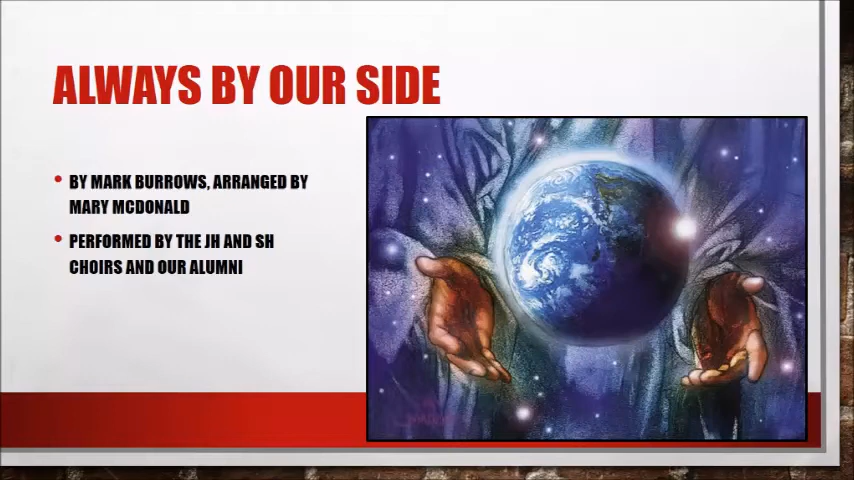 ALWAYS BY OUR SIDE
• BY MARK BURROWS, ARRANGED BY
MARY MCDONALD
• PERFORMED BY THE JH AND SH
CHOIRS AND OUR ALUMNI